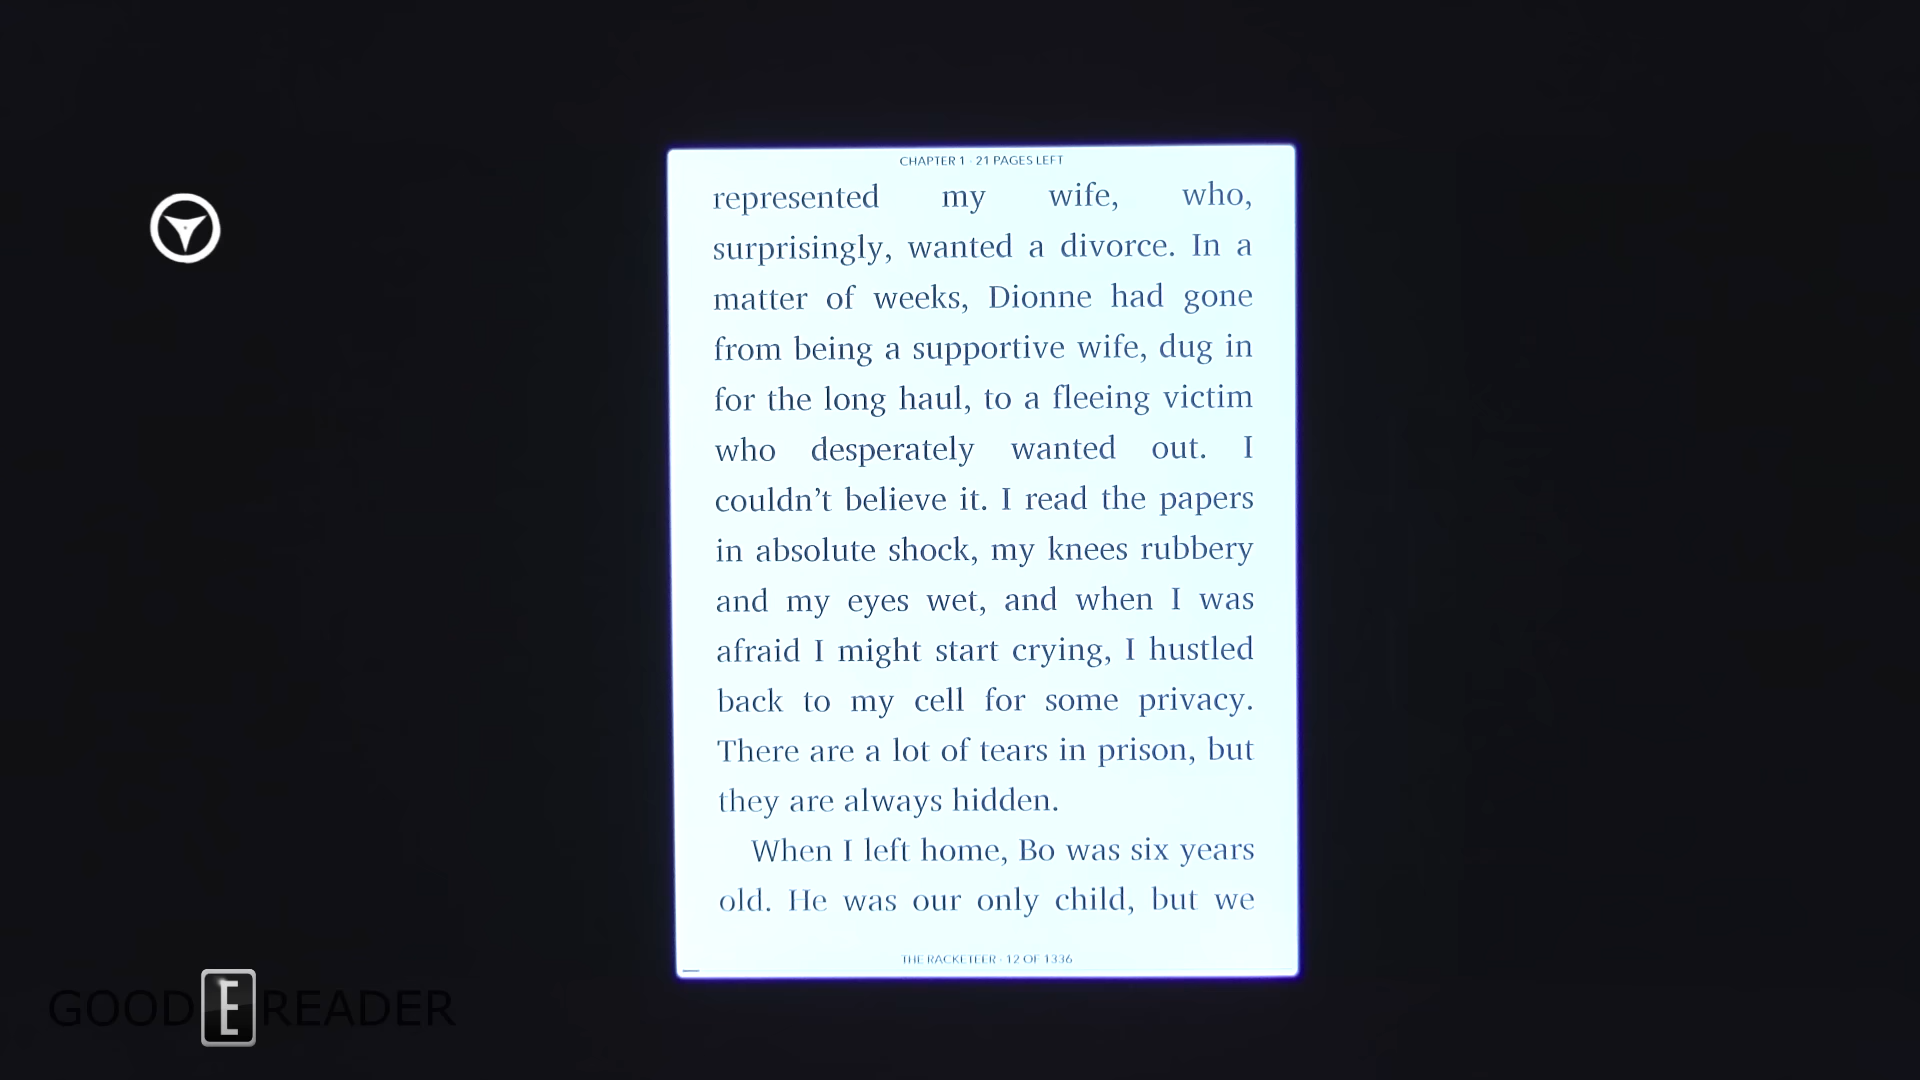 CHAPTER 1 · 21 PAGES LEFT
represented my wife, who,
surprisingly, wanted a divorce. In a
matter of weeks, Dionne had gone
from being a supportive wife, dug in
for the long haul, to a fleeing victim
who desperately wanted out. I
couldn’t believe it. I read the papers
in absolute shock, my knees rubbery
and my eyes wet, and when I was
afraid I might start crying, I hustled
back to my cell for some privacy.
There are a lot of tears in prison, but
they are always hidden.
When I left home, Bo was six years
old. He was our only child, but we
THE RACKETEER · 12 OF 1336
GOOD E READER